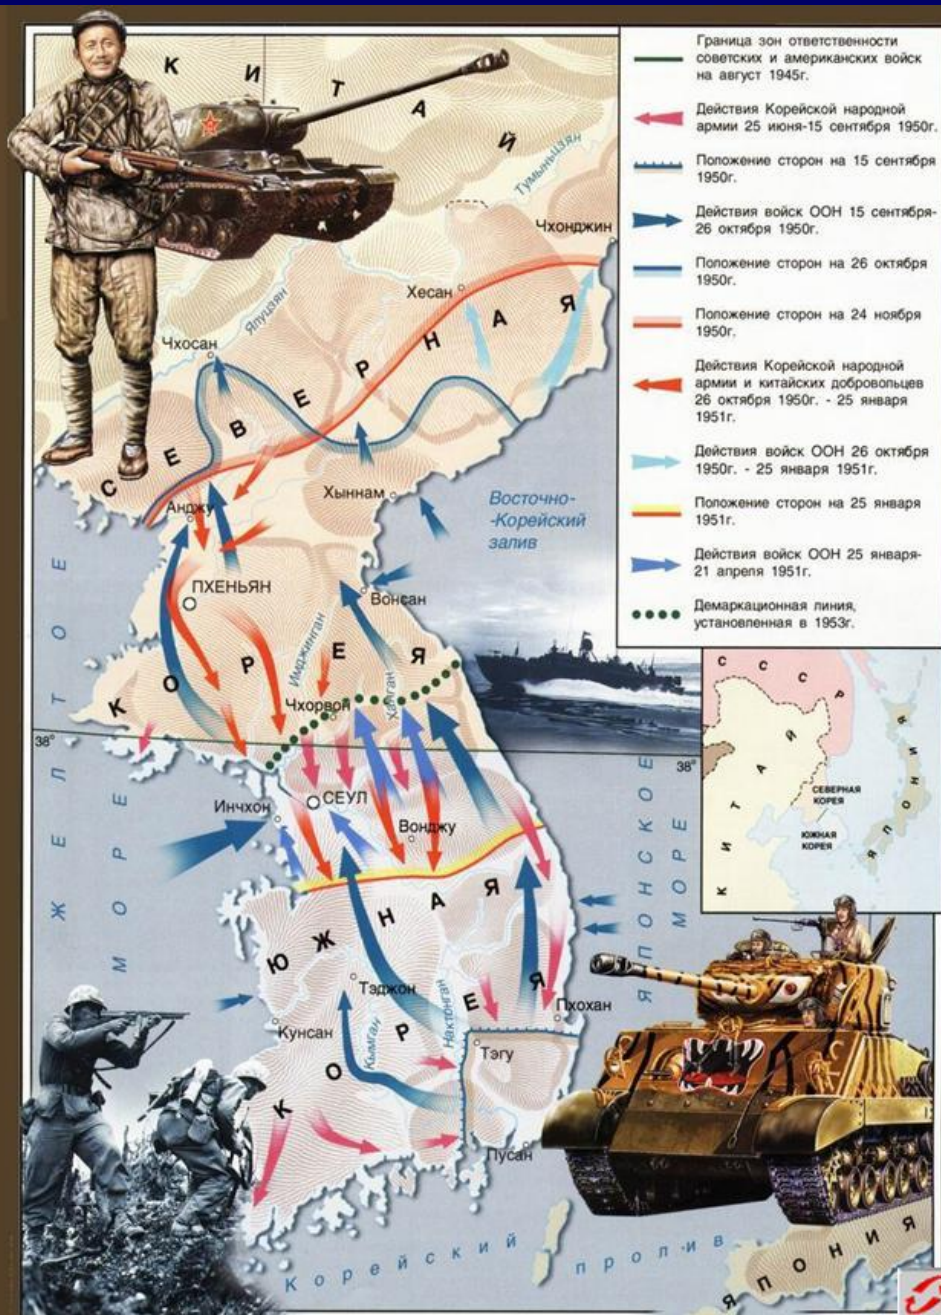 К И Т А Й
Тумыньцзян
Чхонджин
Хесан
Ялуцзян
Чхосан
С Е В Е Р Н А Я
Хыннам
Анджу
Восточно-
-Корейский
залив
ПХЕНЬЯН
Вонсан
Имджинган
К О Р Е Я
Чхорвон
Ханган
38°
38°
СЕУЛ
Инчхон
Вонджу
Ж Е Л Т О Е
М О Р Е
Ю Ж Н А Я
Тэджон
Нактонган
К О Р Е Я
Пхохан
Кунсан
Кымган
Тэгу
Пусан
Я П О Н С К О Е
М О Р Е
Корейский пролив
Я П О Н И Я
Граница зон ответственности
советских и американских войск
на август 1945г.
Действия Корейской народной
армии 25 июня-15 сентября 1950г.
Положение сторон на 15 сентября
1950г.
Действия войск ООН 15 сентября-
26 октября 1950г.
Положение сторон на 26 октября
1950г.
Положение сторон на 24 ноября
1950г.
Действия Корейской народной
армии и китайских добровольцев
26 октября 1950г. - 25 января
1951г.
Действия войск ООН 26 октября
1950г. - 25 января 1951г.
Положение сторон на 25 января
1951г.
Действия войск ООН 25 января-
21 апреля 1951г.
Демаркационная линия,
установленная в 1953г.
С С С Р
К И Т А Й
СЕВЕРНАЯ
КОРЕЯ
ЮЖНАЯ
КОРЕЯ
Я П О Н И Я